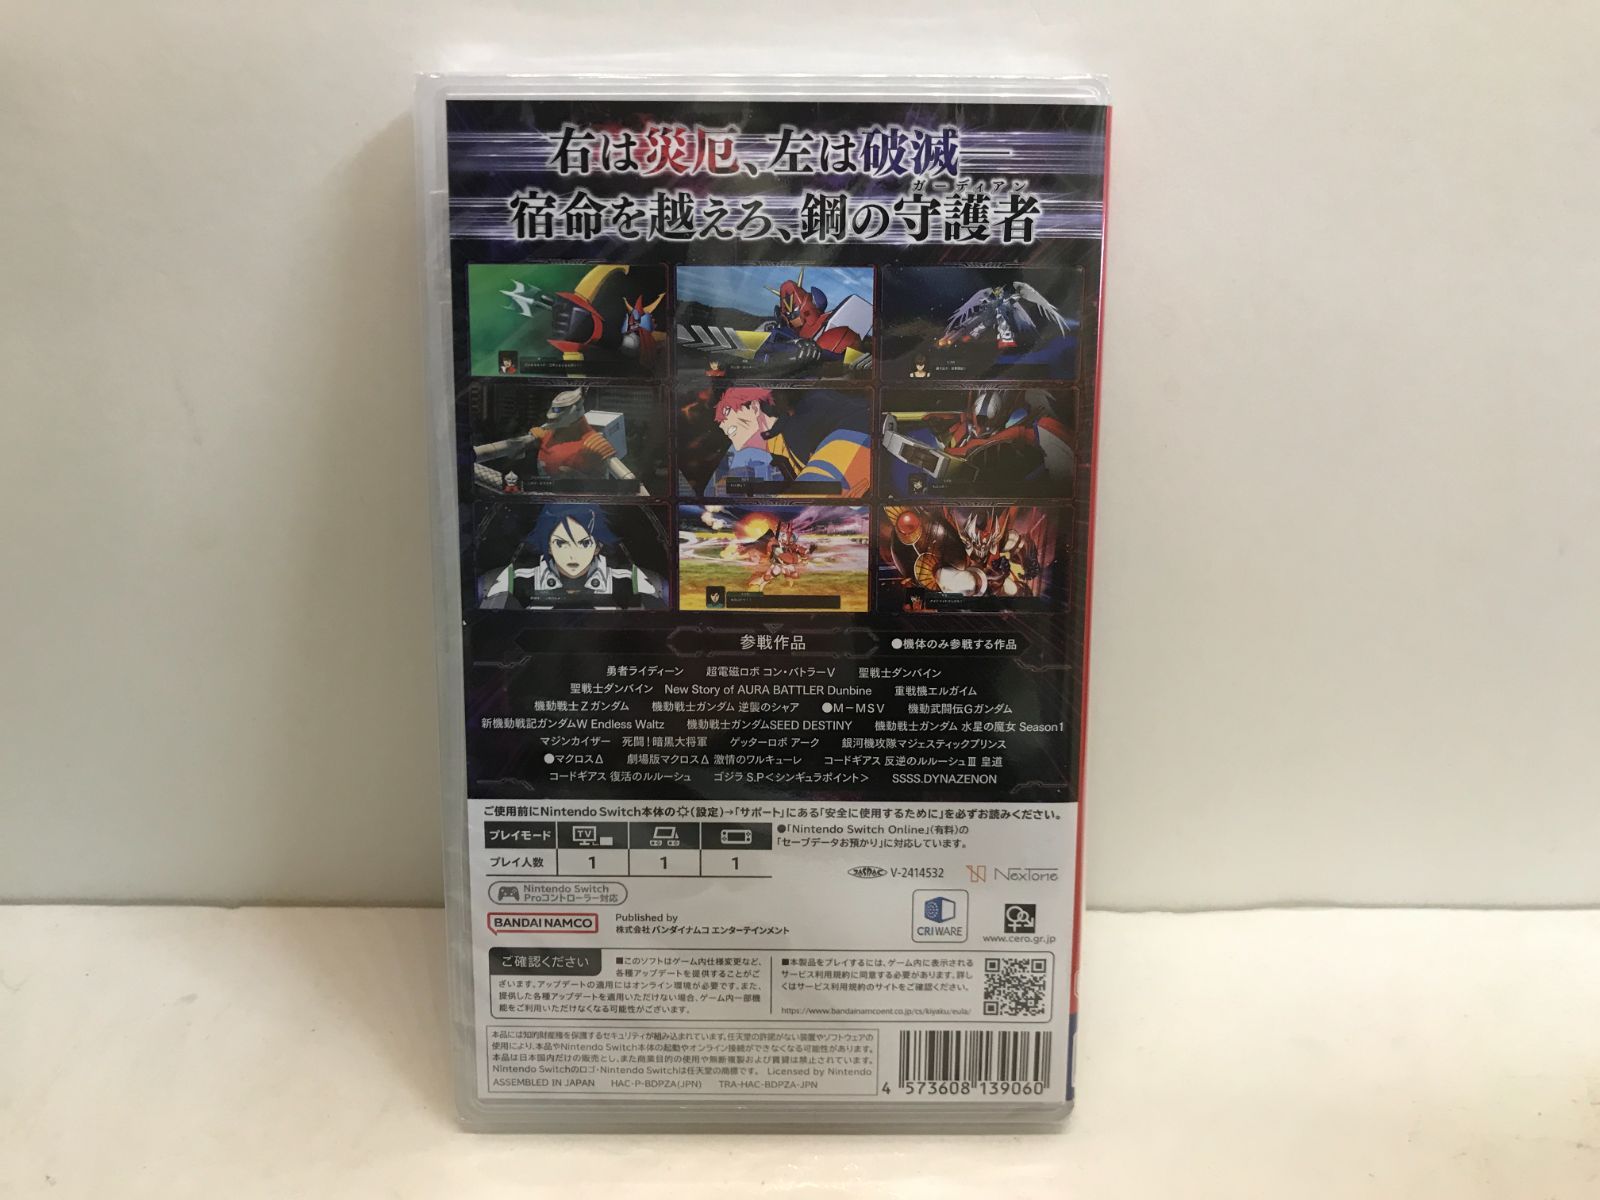 右は災厄、左は破滅―
ガーディアン
宿命を越えろ、鋼の守護者
参戦作品
●機体のみ参戦する作品
勇者ライディーン 超電磁ロボ コン・バトラーV 聖戦士ダンバイン
聖戦士ダンバイン New Story of AURA BATTLER Dunbine 重戦機エルガイム
機動戦士Zガンダム 機動戦士ガンダム 逆襲のシャア ●M－MSV 機動武闘伝Gガンダム
新機動戦記ガンダムW Endless Waltz 機動戦士ガンダムSEED DESTINY 機動戦士ガンダム 水星の魔女 Season1
マジンカイザー 死闘!暗黒大将軍 ゲッターロボ アーク 銀河機攻隊マジェスティックプリンス
●マクロスΔ 劇場版マクロスΔ 激情のワルキューレ コードギアス 反逆のルルーシュⅢ 皇道
コードギアス 復活のルルーシュ ゴジラ S.P＜シンギュラポイント＞ SSSS.DYNAZENON
ご使用前にNintendo Switch本体の(設定)→「サポート」にある「安全に使用するために」を必ずお読みください。
プレイモード TV
プレイ人数 1 1 1
●「Nintendo Switch Online」(有料)の
「セーブデータお預かり」に対応しています。
JASRAC V-2414532 NexTone
Nintendo Switch
Proコントローラー対応
BANDAI NAMCO
Published by
株式会社 バンダイナムコ エンターテインメント
CRIWARE
www.cero.gr.jp
ご確認ください
■このソフトはゲーム内仕様変更など、
各種アップデートを提供することがご
ざいます。アップデートの適用にはオンライン環境が必要です。また、
提供した各種アップデートを適用いただけない場合、ゲーム内一部機
能をご利用いただけなくなる可能性がございます。
■本製品をプレイするには、ゲーム内に表示される
サービス利用規約に同意する必要があります。詳し
くはサービス利用規約のサイトをご確認ください。
https://www.bandainamcoent.co.jp/cs/kiyaku/eula/
本品には知的財産権を保護するセキュリティが組み込まれています。任天堂の許諾がない装置やソフトウェアの
使用により、本品やNintendo Switch本体の起動やオンライン接続ができなくなる可能性があります。
本品は日本国内だけの販売とし、また商業目的の使用や無断複製および賃貸は禁止されています。
Nintendo Switchのロゴ・Nintendo Switchは任天堂の商標です。 Licensed by Nintendo
ASSEMBLED IN JAPAN HAC-P-BDPZA(JPN) TRA-HAC-BDPZA-JPN
4 573608 139060